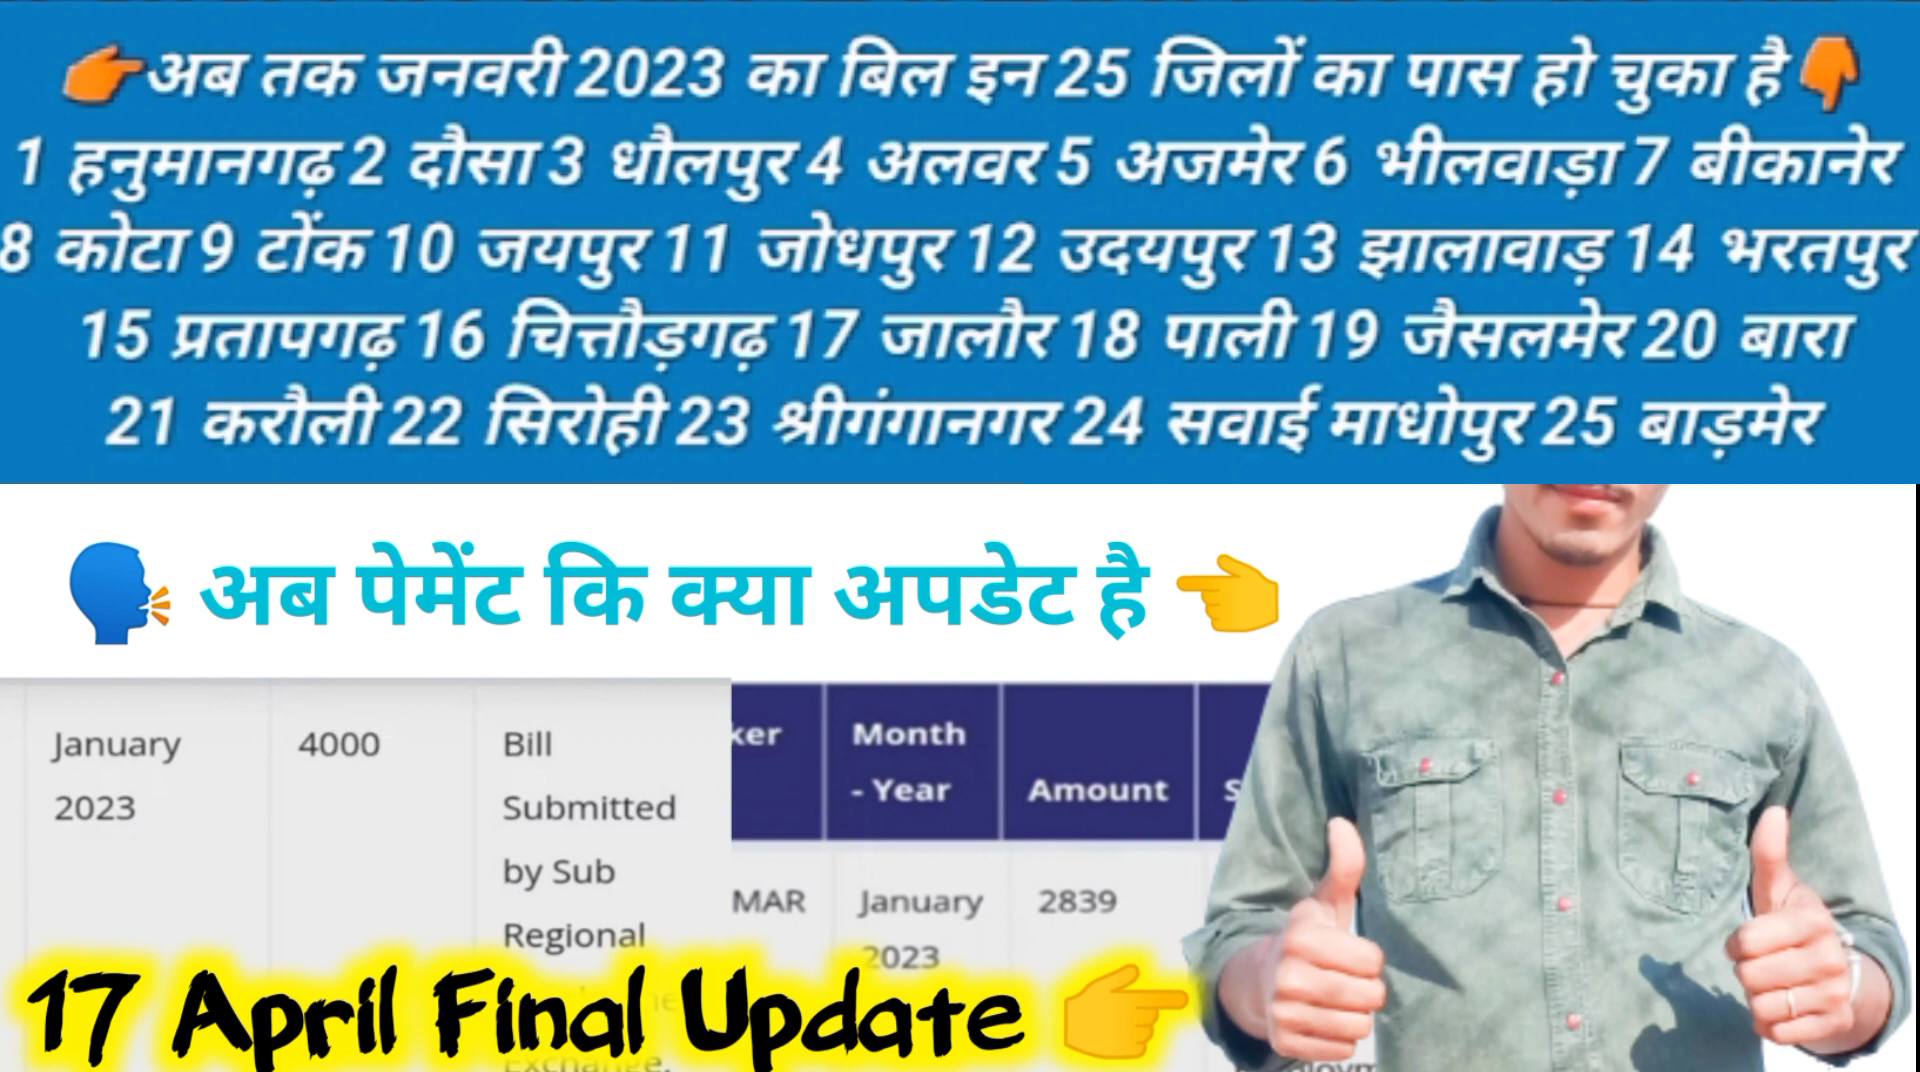 👉अब तक जनवरी 2023 का बिल इन 25 जिलों का पास हो चुका है👇
1 हनुमानगढ़ 2 दौसा 3 धौलपुर 4 अलवर 5 अजमेर 6 भीलवाड़ा 7 बीकानेर
8 कोटा 9 टोंक 10 जयपुर 11 जोधपुर 12 उदयपुर 13 झालावाड़ 14 भरतपुर
15 प्रतापगढ़ 16 चित्तौड़गढ़ 17 जालौर 18 पाली 19 जैसलमेर 20 बारा
21 करौली 22 सिरोही 23 श्रीगंगानगर 24 सवाई माधोपुर 25 बाड़मेर
🗣 अब पेमेंट कि क्या अपडेट है 👈
January 4000 Bill
2023 Submitted
by Sub
Regional
Exchange.
ker Month
- Year Amount S
MAR January 2839
2023
17 April Final Update 👉